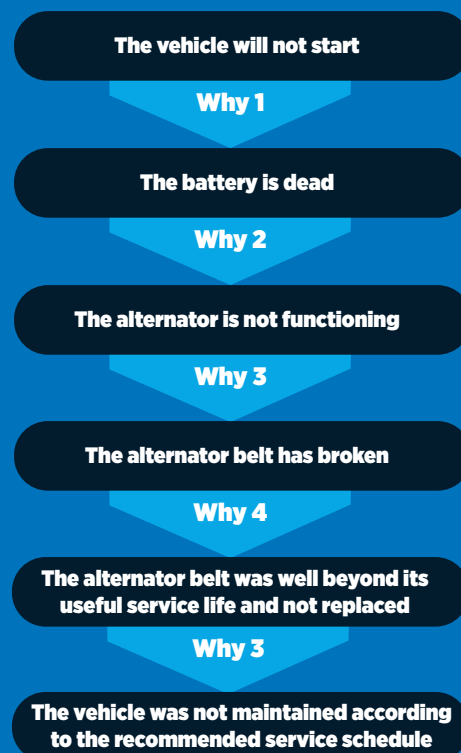 The vehicle will not start
Why 1
The battery is dead
Why 2
The alternator is not functioning
Why 3
The alternator belt has broken
Why 4
The alternator belt was well beyond its
useful service life and not replaced
Why 3
The vehicle was not maintained according
to the recommended service schedule